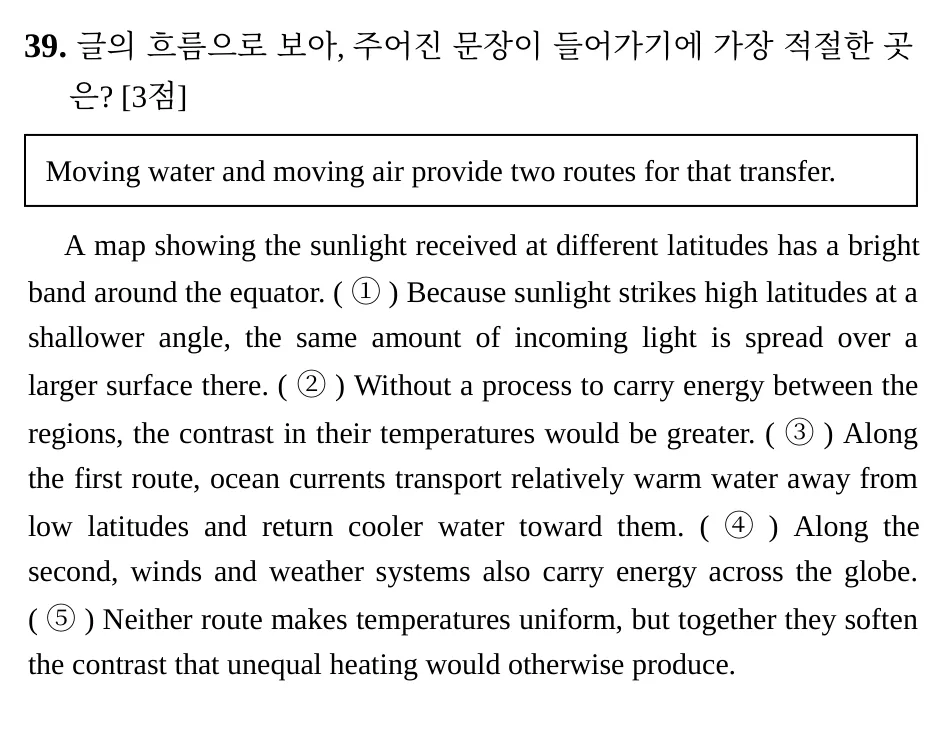 39. 글의 흐름으로 보아, 주어진 문장이 들어가기에 가장 적절한 곳
은? [3점]
Moving water and moving air provide two routes for that transfer.
A map showing the sunlight received at different latitudes has a bright
band around the equator. ( ① ) Because sunlight strikes high latitudes at a
shallower angle, the same amount of incoming light is spread over a
larger surface there. ( ② ) Without a process to carry energy between the
regions, the contrast in their temperatures would be greater. ( ③ ) Along
the first route, ocean currents transport relatively warm water away from
low latitudes and return cooler water toward them. ( ④ ) Along the
second, winds and weather systems also carry energy across the globe.
( ⑤ ) Neither route makes temperatures uniform, but together they soften
the contrast that unequal heating would otherwise produce.